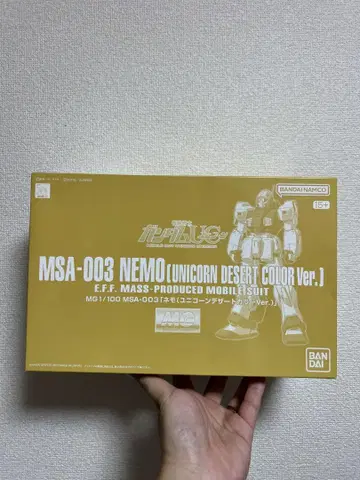 BANDAI NAMCO
15+
機動戦士
ガンダムUC
MSA-003 NEMO [UNICORN DESERT COLOR Ver.]
E.F.F. MASS-PRODUCED MOBILE SUIT
MG 1/100 MSA-003「ネモ(ユニコーンデザートカラーVer.)」
MG
BAN
DAI